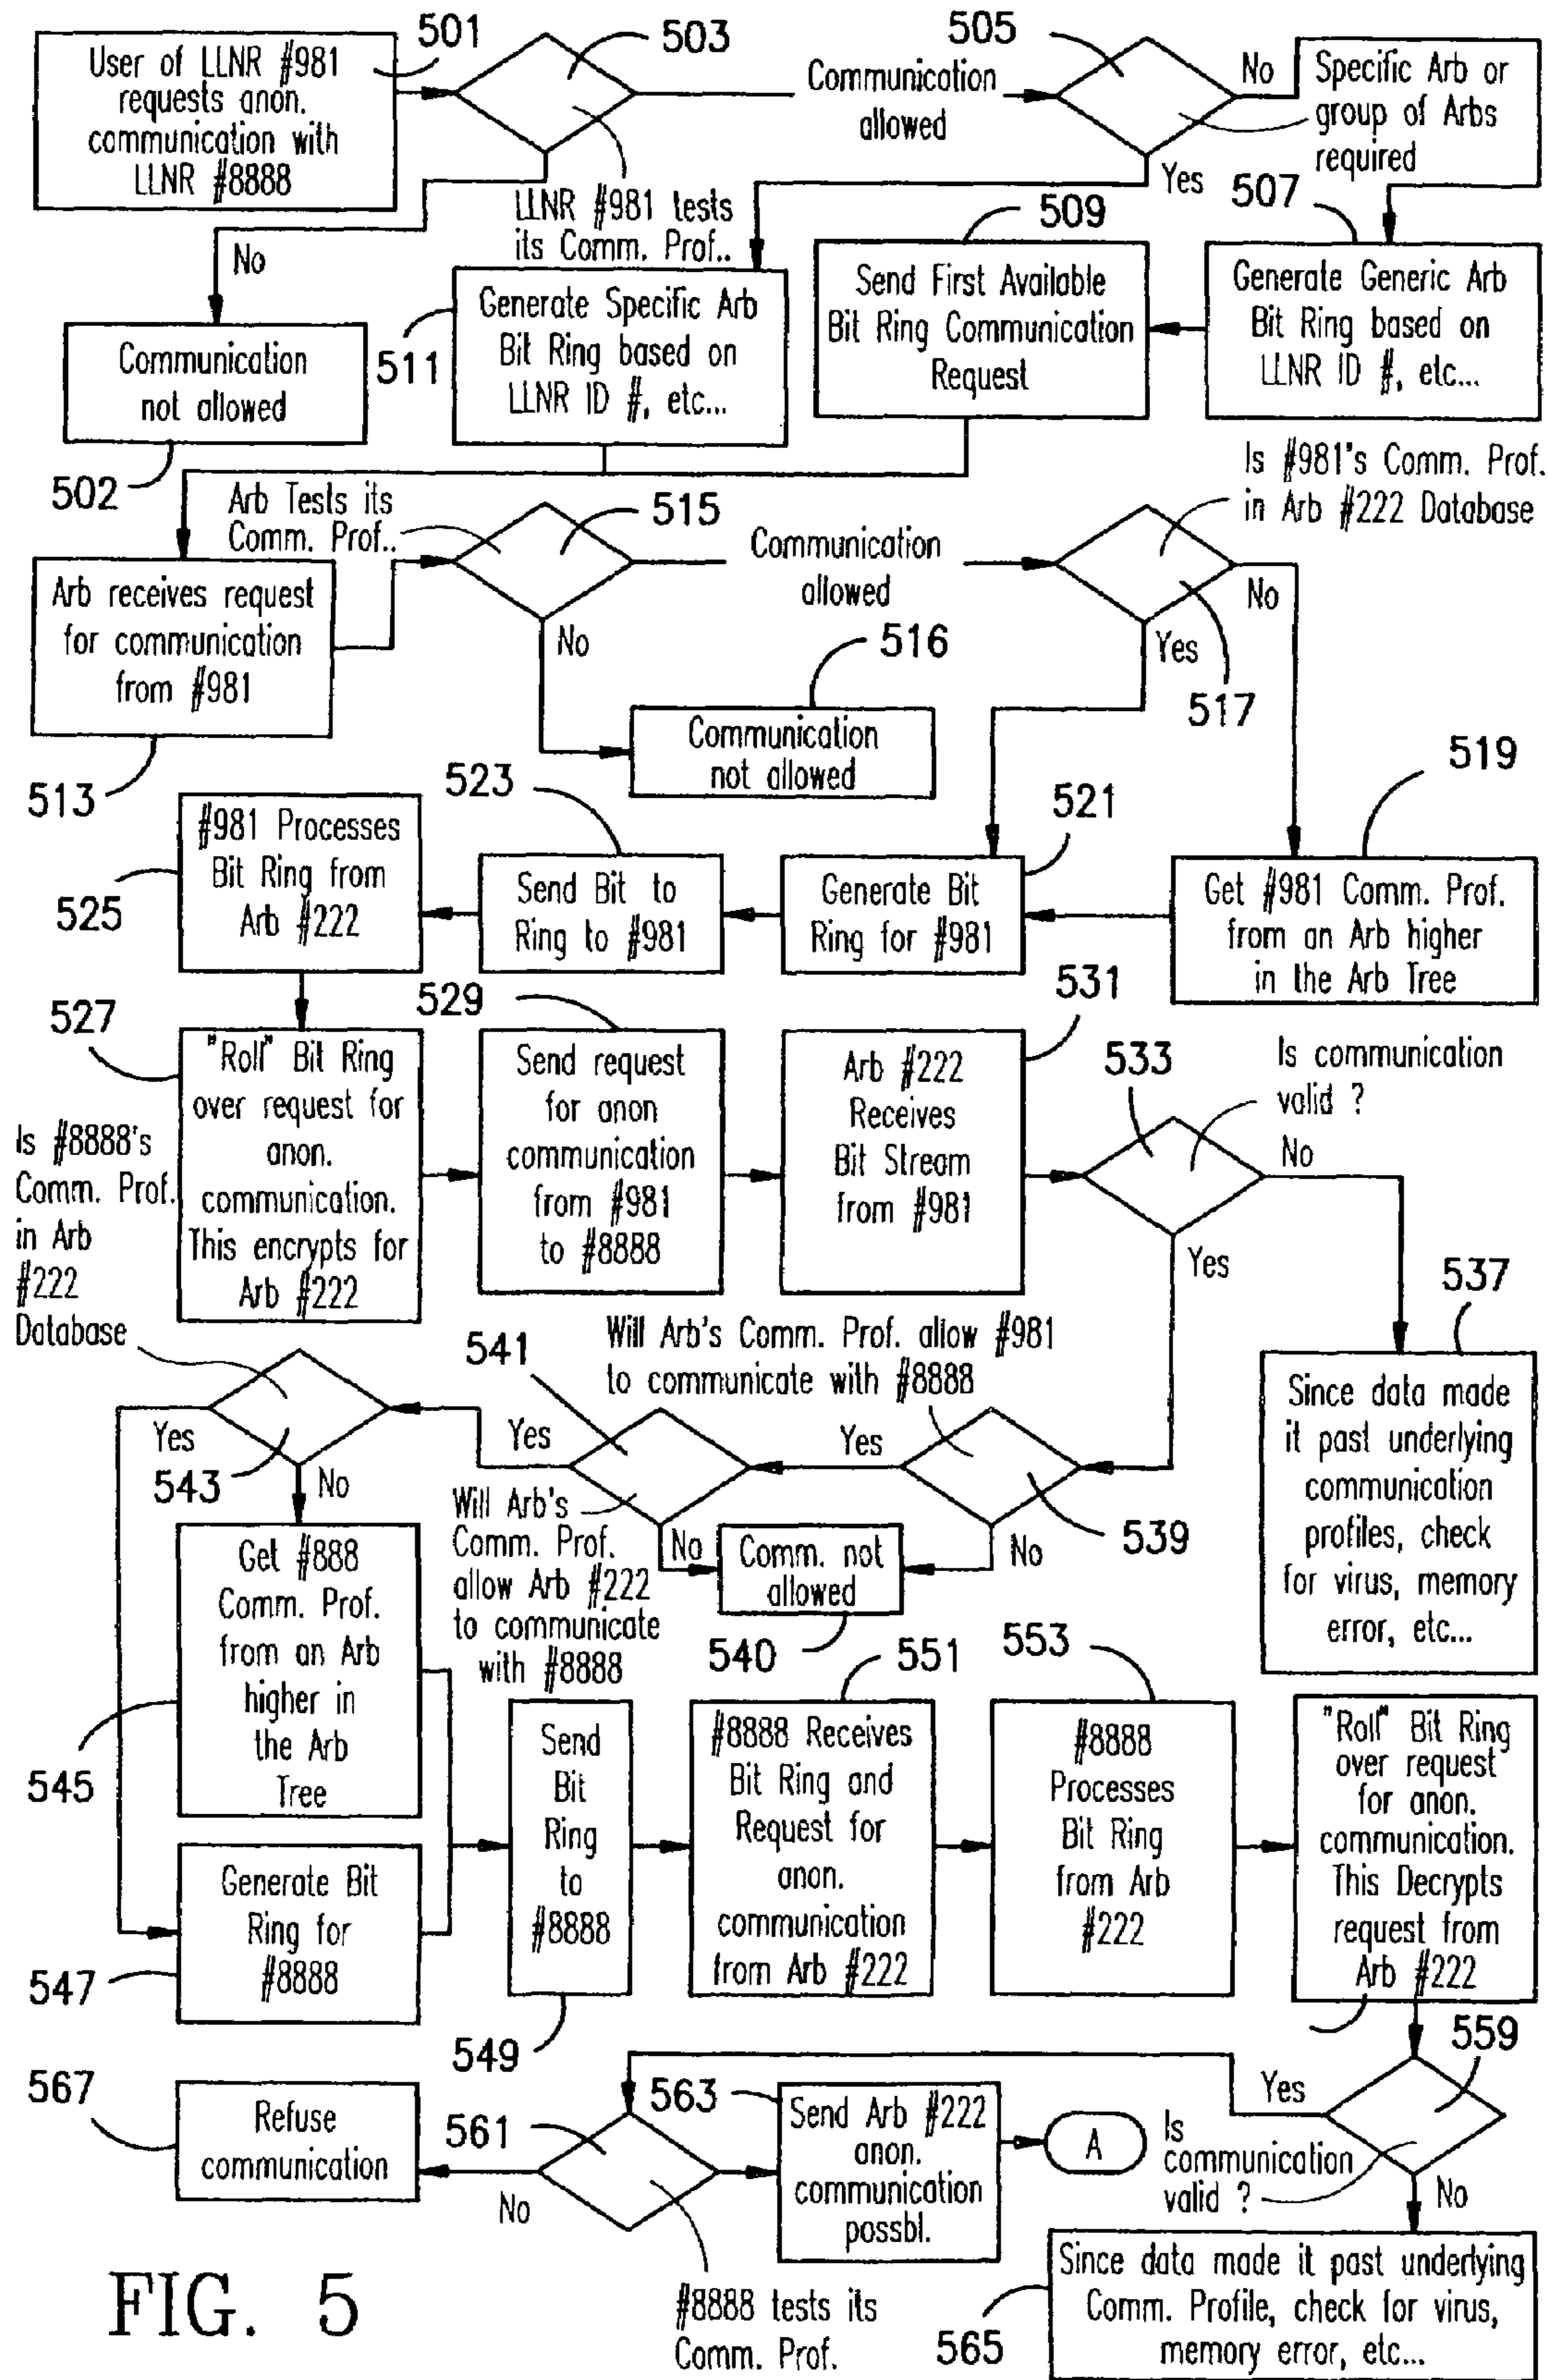 501
User of LLNR #981
requests anon.
communication with
LLNR #8888
503
505
Communication
allowed
No
Specific Arb or
group of Arbs
required
Yes
LLNR #981 tests
its Comm. Prof..
No
Communication
not allowed
502
511
Generate Specific Arb
Bit Ring based on
LLNR ID #, etc...
509
Send First Available
Bit Ring Communication
Request
507
Generate Generic Arb
Bit Ring based on
LLNR ID #, etc...
Arb Tests its
Comm. Prof..
515
Communication
allowed
Is #981's Comm. Prof.
in Arb #222 Database
Arb receives request
for communication
from #981
513
No
516
Communication
not allowed
Yes
No
517
519
523
521
525
#981 Processes
Bit Ring from
Arb #222
Send Bit to
Ring to #981
Generate Bit
Ring for #981
Get #981 Comm. Prof.
from an Arb higher
in the Arb Tree
527
"Roll" Bit Ring
over request for
anon.
communication.
This encrypts for
Arb #222
529
Send request
for anon
communication
from #981
to #8888
531
Arb #222
Receives
Bit Stream
from #981
533
Is communication
valid ?
No
Yes
537
Since data made
it past underlying
communication
profiles, check
for virus, memory
error, etc...
Is #8888's
Comm. Prof.
in Arb
#222
Database
541
Will Arb's Comm. Prof. allow #981
to communicate with #8888
Yes
543
No
Yes
Yes
539
Will Arb's
Comm. Prof.
allow Arb #222
to communicate
with #8888
No
Comm. not
allowed
No
540
545
Get #888
Comm. Prof.
from an Arb
higher in
the Arb
Tree
547
Generate Bit
Ring for
#8888
Send
Bit
Ring
to
#8888
549
551
#8888 Receives
Bit Ring and
Request for
anon.
communication
from Arb #222
553
#8888
Processes
Bit Ring
from Arb
#222
"Roll" Bit Ring
over request
for anon.
communication.
This Decrypts
request from
Arb #222
559
567
Refuse
communication
561
No
563
Send Arb #222
anon.
communication
possbl.
A
Yes
Is
communication
valid ?
No
#8888 tests its
Comm. Prof.
565
Since data made it past underlying
Comm. Profile, check for virus,
memory error, etc...
FIG. 5